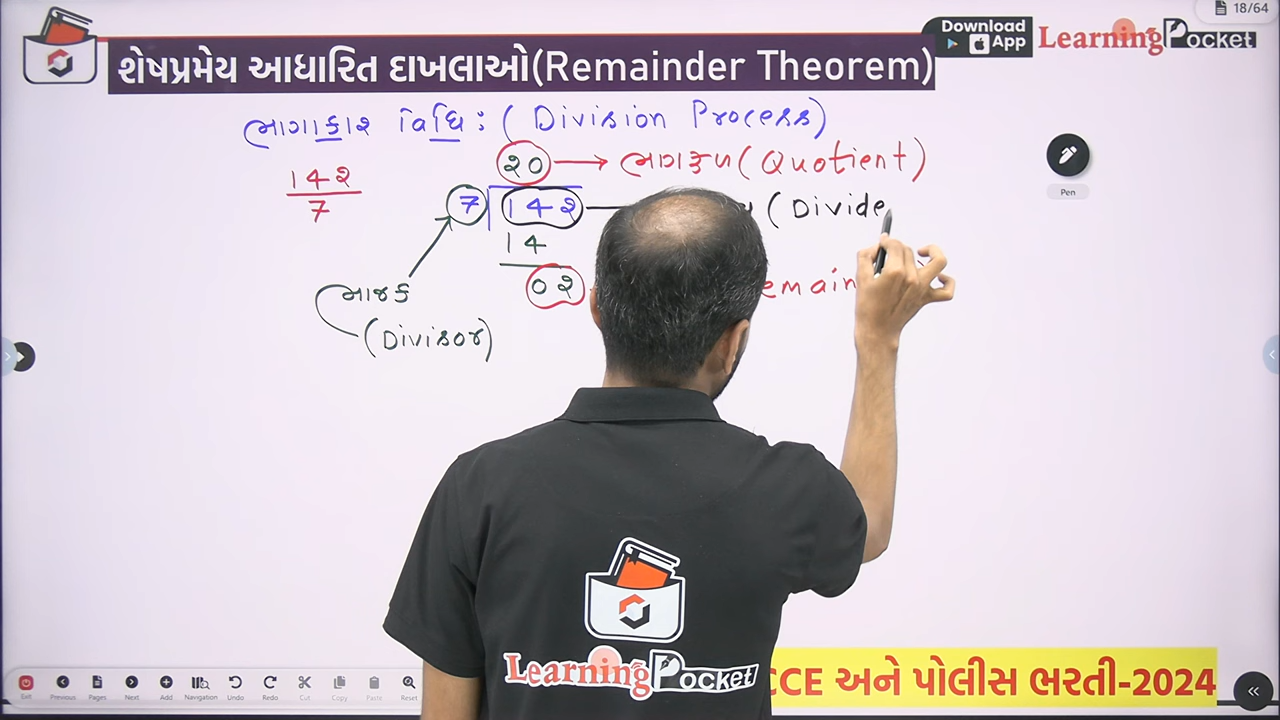 18/64
Download App
Learning Pocket
શેષપ્રમેય આધારિત દાખલાઓ(Remainder Theorem)
ભાગાકાર વિધિ : (Division Process)
20 → ભાગફળ (Quotient)
142
7
7 142 (Divide
14
02 emain
ભાજક
(Divisor)
Pen
Learning Pocket
CCE અને પોલીસ ભરતી-2024
Exit Previous Pages Next Add Navigation Undo Redo Cut Copy Paste Search